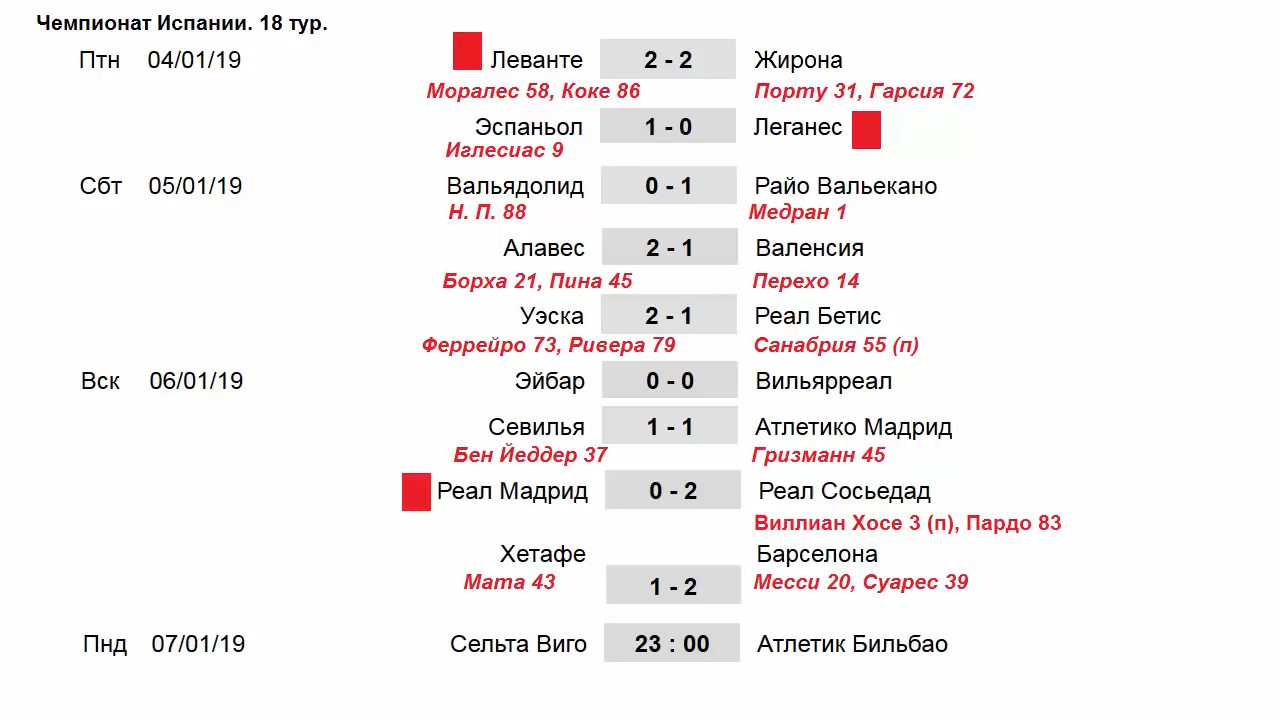 Чемпионат Испании. 18 тур.
Птн 04/01/19 Леванте 2 - 2 Жирона
Моралес 58, Коке 86 Порту 31, Гарсия 72
Эспаньол 1 - 0 Леганес
Иглесиас 9
Сбт 05/01/19 Вальядолид 0 - 1 Райо Вальекано
Н. П. 88 Медран 1
Алавес 2 - 1 Валенсия
Борха 21, Пина 45 Перехо 14
Уэска 2 - 1 Реал Бетис
Феррейро 73, Ривера 79 Санабрия 55 (п)
Вск 06/01/19 Эйбар 0 - 0 Вильярреал
Севилья 1 - 1 Атлетико Мадрид
Бен Йеддер 37 Гризманн 45
Реал Мадрид 0 - 2 Реал Сосьедад
Виллиан Хосе 3 (п), Пардо 83
Хетафе Барселона
Мата 43 1 - 2 Месси 20, Суарес 39
Пнд 07/01/19 Сельта Виго 23 : 00 Атлетик Бильбао